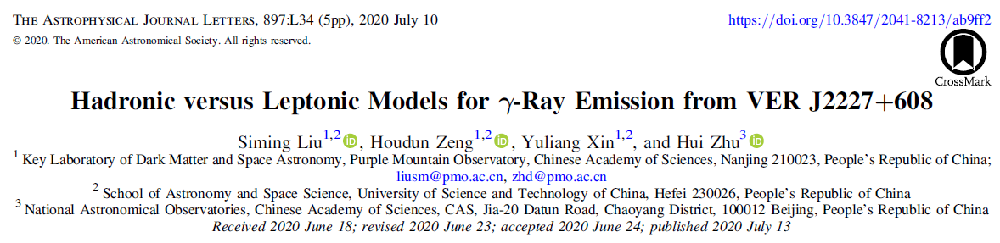 THE ASTROPHYSICAL JOURNAL LETTERS, 897:L34 (5pp), 2020 July 10
https://doi.org/10.3847/2041-8213/ab9ff2
© 2020. The American Astronomical Society. All rights reserved.
CrossMark
Hadronic versus Leptonic Models for γ-Ray Emission from VER J2227+608
Siming Liu1,2 iD, Houdun Zeng1,2 iD, Yuliang Xin1,2, and Hui Zhu3 iD
1 Key Laboratory of Dark Matter and Space Astronomy, Purple Mountain Observatory, Chinese Academy of Sciences, Nanjing 210023, People's Republic of China;
liusm@pmo.ac.cn, zhd@pmo.ac.cn
2 School of Astronomy and Space Science, University of Science and Technology of China, Hefei 230026, People's Republic of China
3 National Astronomical Observatories, Chinese Academy of Sciences, CAS, Jia-20 Datun Road, Chaoyang District, 100012 Beijing, People's Republic of China
Received 2020 June 18; revised 2020 June 23; accepted 2020 June 24; published 2020 July 13